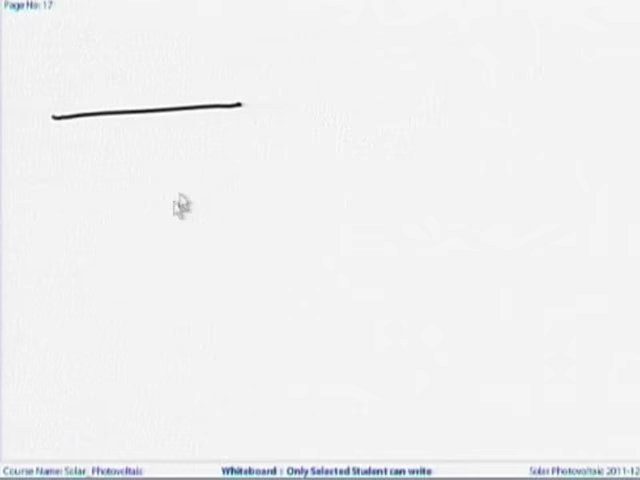 Page No: 17
Course Name: Solar_Photovoltaic
Whiteboard : Only Selected Student can write
Solar Photovoltaic 2011-12